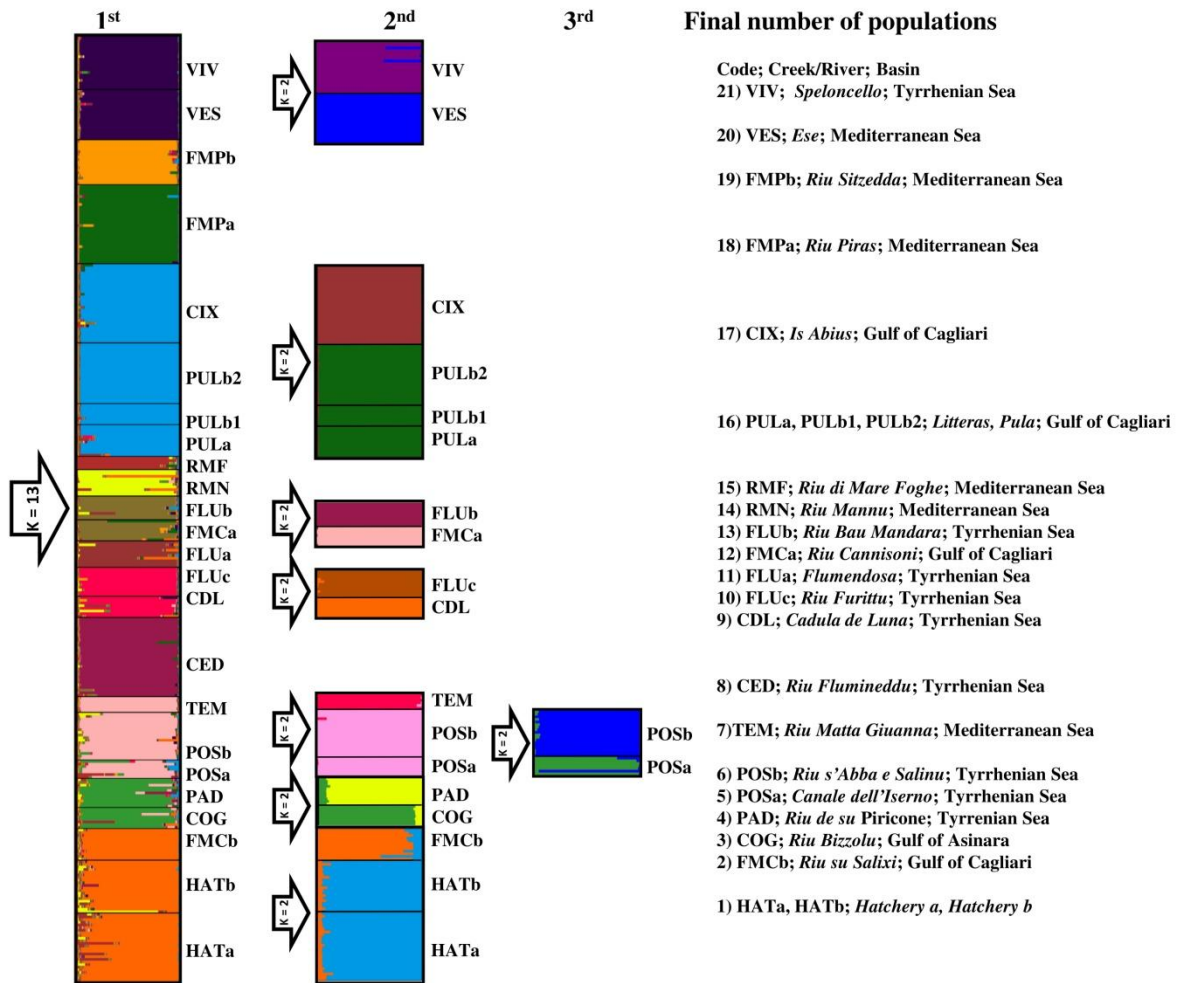 1st
2nd
3rd
Final number of populations
VIV
VES
FMPb
FMPa
CIX
PULb2
PULb1
PULa
RMF
RMN
FLUb
FMCa
FLUa
FLUc
CDL
CED
TEM
POSb
POSa
PAD
COG
FMCb
HATb
HATa
K = 13
K = 2
VIV
VES
K = 2
CIX
PULb2
PULb1
PULa
K = 2
FLUb
FMCa
K = 2
FLUc
CDL
K = 2
TEM
POSb
POSa
K = 2
PAD
COG
K = 2
FMCb
HATb
HATa
K = 2
POSb
POSa
Code; Creek/River; Basin
21) VIV; Speloncello; Tyrrhenian Sea
20) VES; Ese; Mediterranean Sea
19) FMPb; Riu Sitzedda; Mediterranean Sea
18) FMPa; Riu Piras; Mediterranean Sea
17) CIX; Is Abius; Gulf of Cagliari
16) PULa, PULb1, PULb2; Litteras, Pula; Gulf of Cagliari
15) RMF; Riu di Mare Foghe; Mediterranean Sea
14) RMN; Riu Mannu; Mediterranean Sea
13) FLUb; Riu Bau Mandara; Tyrrhenian Sea
12) FMCa; Riu Cannisoni; Gulf of Cagliari
11) FLUa; Flumendosa; Tyrrhenian Sea
10) FLUc; Riu Furittu; Tyrrhenian Sea
9) CDL; Cadula de Luna; Tyrrhenian Sea
8) CED; Riu Flumineddu; Tyrrhenian Sea
7)TEM; Riu Matta Giuanna; Mediterranean Sea
6) POSb; Riu s'Abba e Salinu; Tyrrhenian Sea
5) POSa; Canale dell'Iserno; Tyrrhenian Sea
4) PAD; Riu de su Piricone; Tyrrenian Sea
3) COG; Riu Bizzolu; Gulf of Asinara
2) FMCb; Riu su Salixi; Gulf of Cagliari
1) HATa, HATb; Hatchery a, Hatchery b